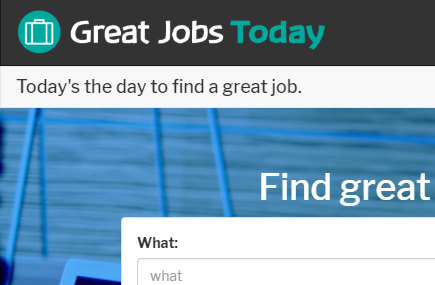 Great Jobs Today
Today's the day to find a great job.
Find great
What:
what